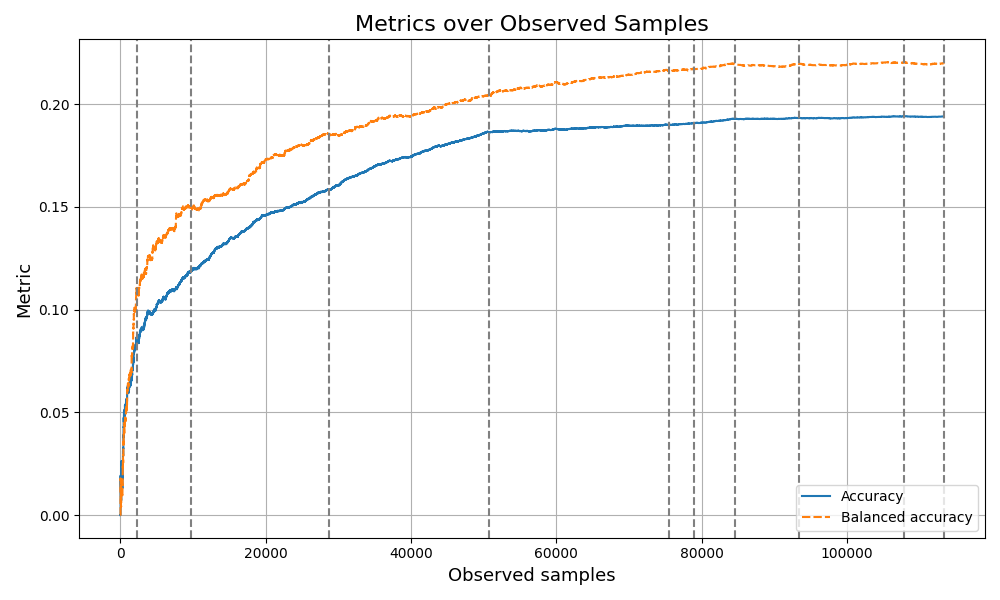 Metrics over Observed Samples
Metric
0.20
0.15
0.10
0.05
0.00
0
20000
40000
60000
80000
100000
Observed samples
Accuracy
Balanced accuracy